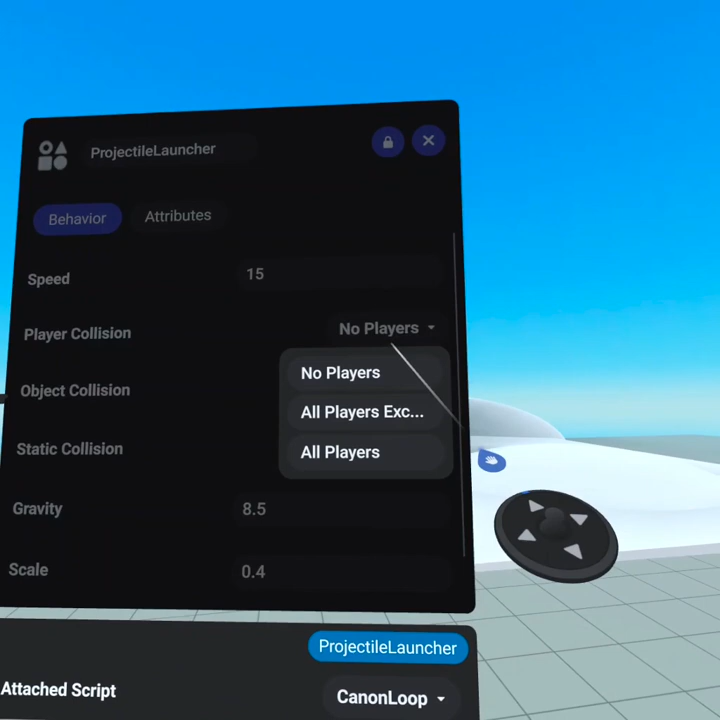 ProjectileLauncher
Behavior
Attributes
Speed
15
Player Collision
No Players
Object Collision
No Players
All Players Exc...
Static Collision
All Players
Gravity
8.5
Scale
0.4
ProjectileLauncher
Attached Script
CanonLoop